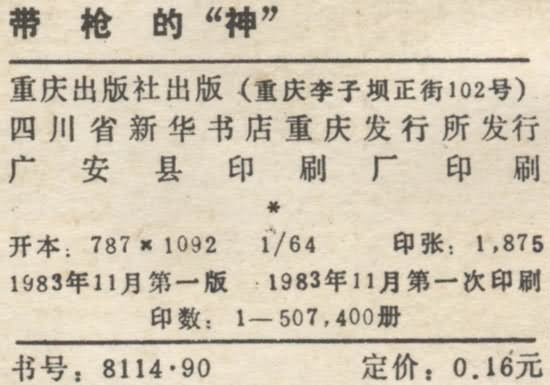 带枪的“神”
重庆出版社出版（重庆李子坝正街102号）
四川省新华书店重庆发行所发行
广安县印刷厂印刷
*
开本：787×1092 1/64 印张：1,875
1983年11月第一版 1983年11月第一次印刷
印数：1—507,400册
书号：8114·90 定价：0.16元